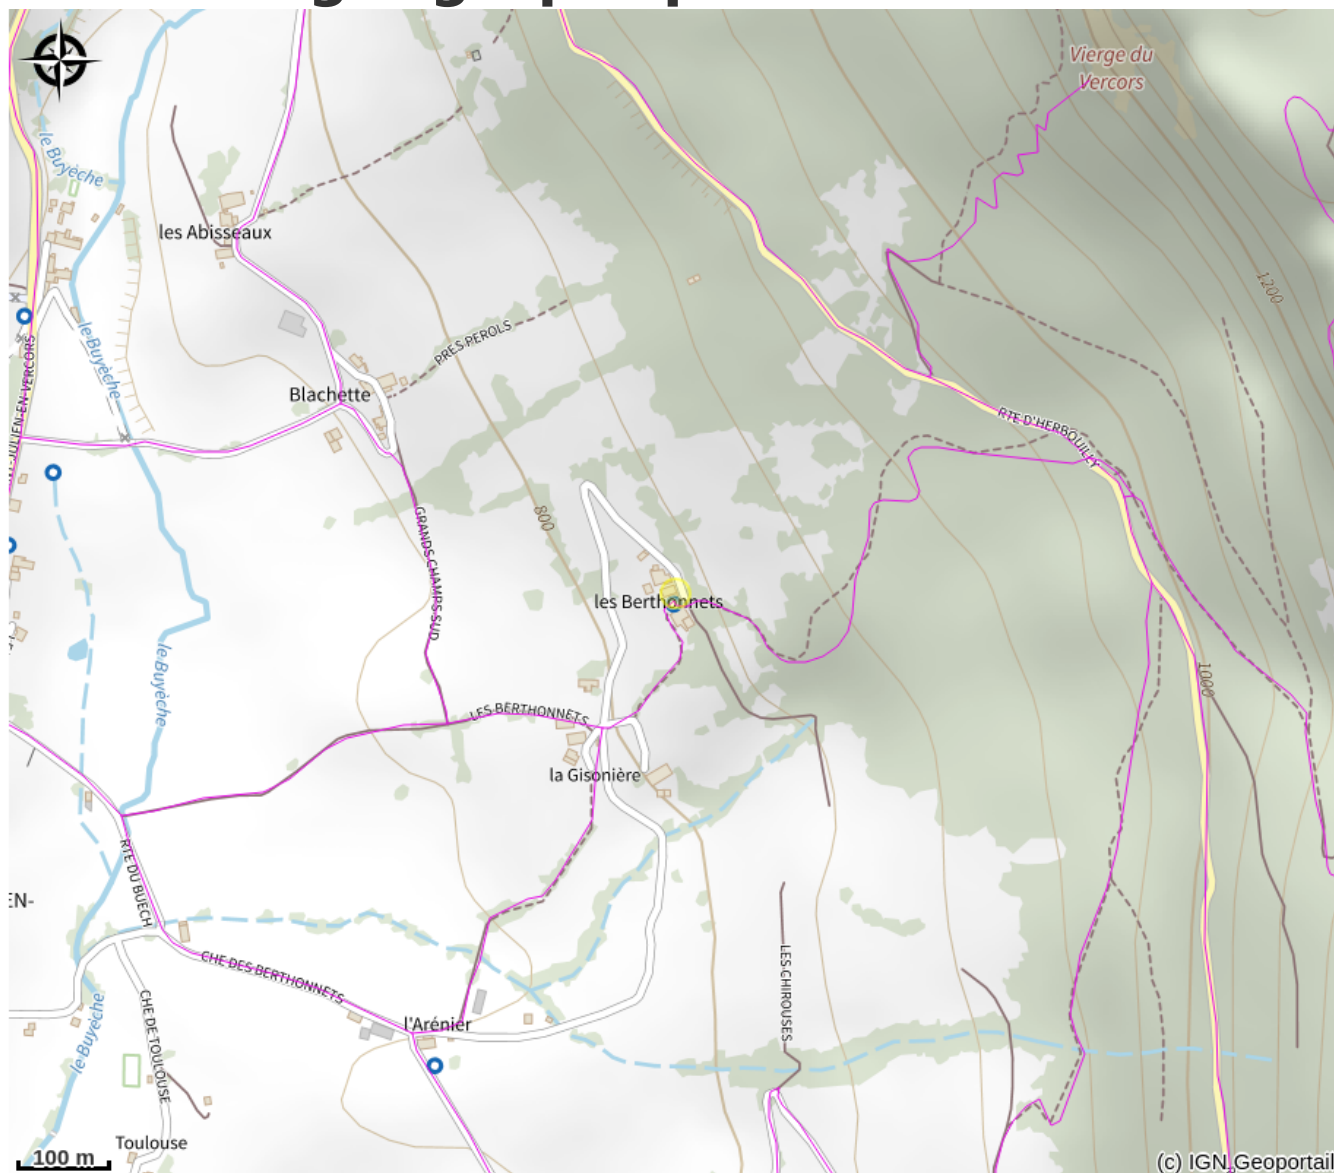 Vierge du
Vercors
le Buyèche
les Abisseaux
1200
le Buyèche
PRES PEROLS
Blachette
RTE D'HERBOUILLY
800
GRANDS CHAMPS SUD
les Berthonnets
le Buyèche
1000
LES BERTHONNETS
la Gisonière
RTE DU BUECH
EN-
CHE DES BERTHONNETS
LES CHIROUSES
CHE DE TOULOUSE
l'Arénier
le Buyèche
Toulouse
100 m
(c) IGN Geoportail